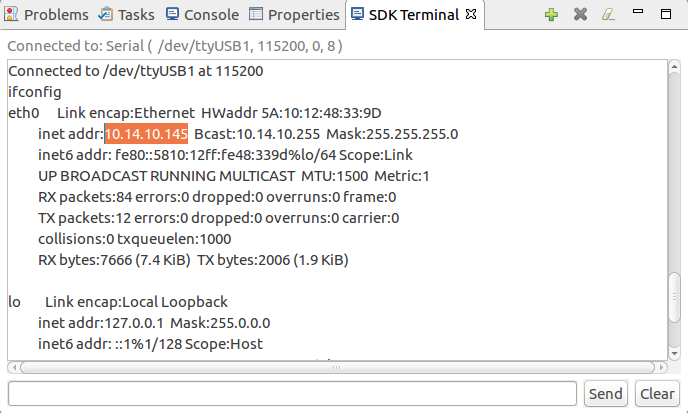 Problems Tasks Console Properties SDK Terminal
Connected to: Serial ( /dev/ttyUSB1, 115200, 0, 8 )
Connected to /dev/ttyUSB1 at 115200
ifconfig
eth0 Link encap:Ethernet HWaddr 5A:10:12:48:33:9D
inet addr:10.14.10.145 Bcast:10.14.10.255 Mask:255.255.255.0
inet6 addr: fe80::5810:12ff:fe48:339d%lo/64 Scope:Link
UP BROADCAST RUNNING MULTICAST MTU:1500 Metric:1
RX packets:84 errors:0 dropped:0 overruns:0 frame:0
TX packets:12 errors:0 dropped:0 overruns:0 carrier:0
collisions:0 txqueuelen:1000
RX bytes:7666 (7.4 KiB) TX bytes:2006 (1.9 KiB)
lo Link encap:Local Loopback
inet addr:127.0.0.1 Mask:255.0.0.0
inet6 addr: ::1%1/128 Scope:Host
Send Clear